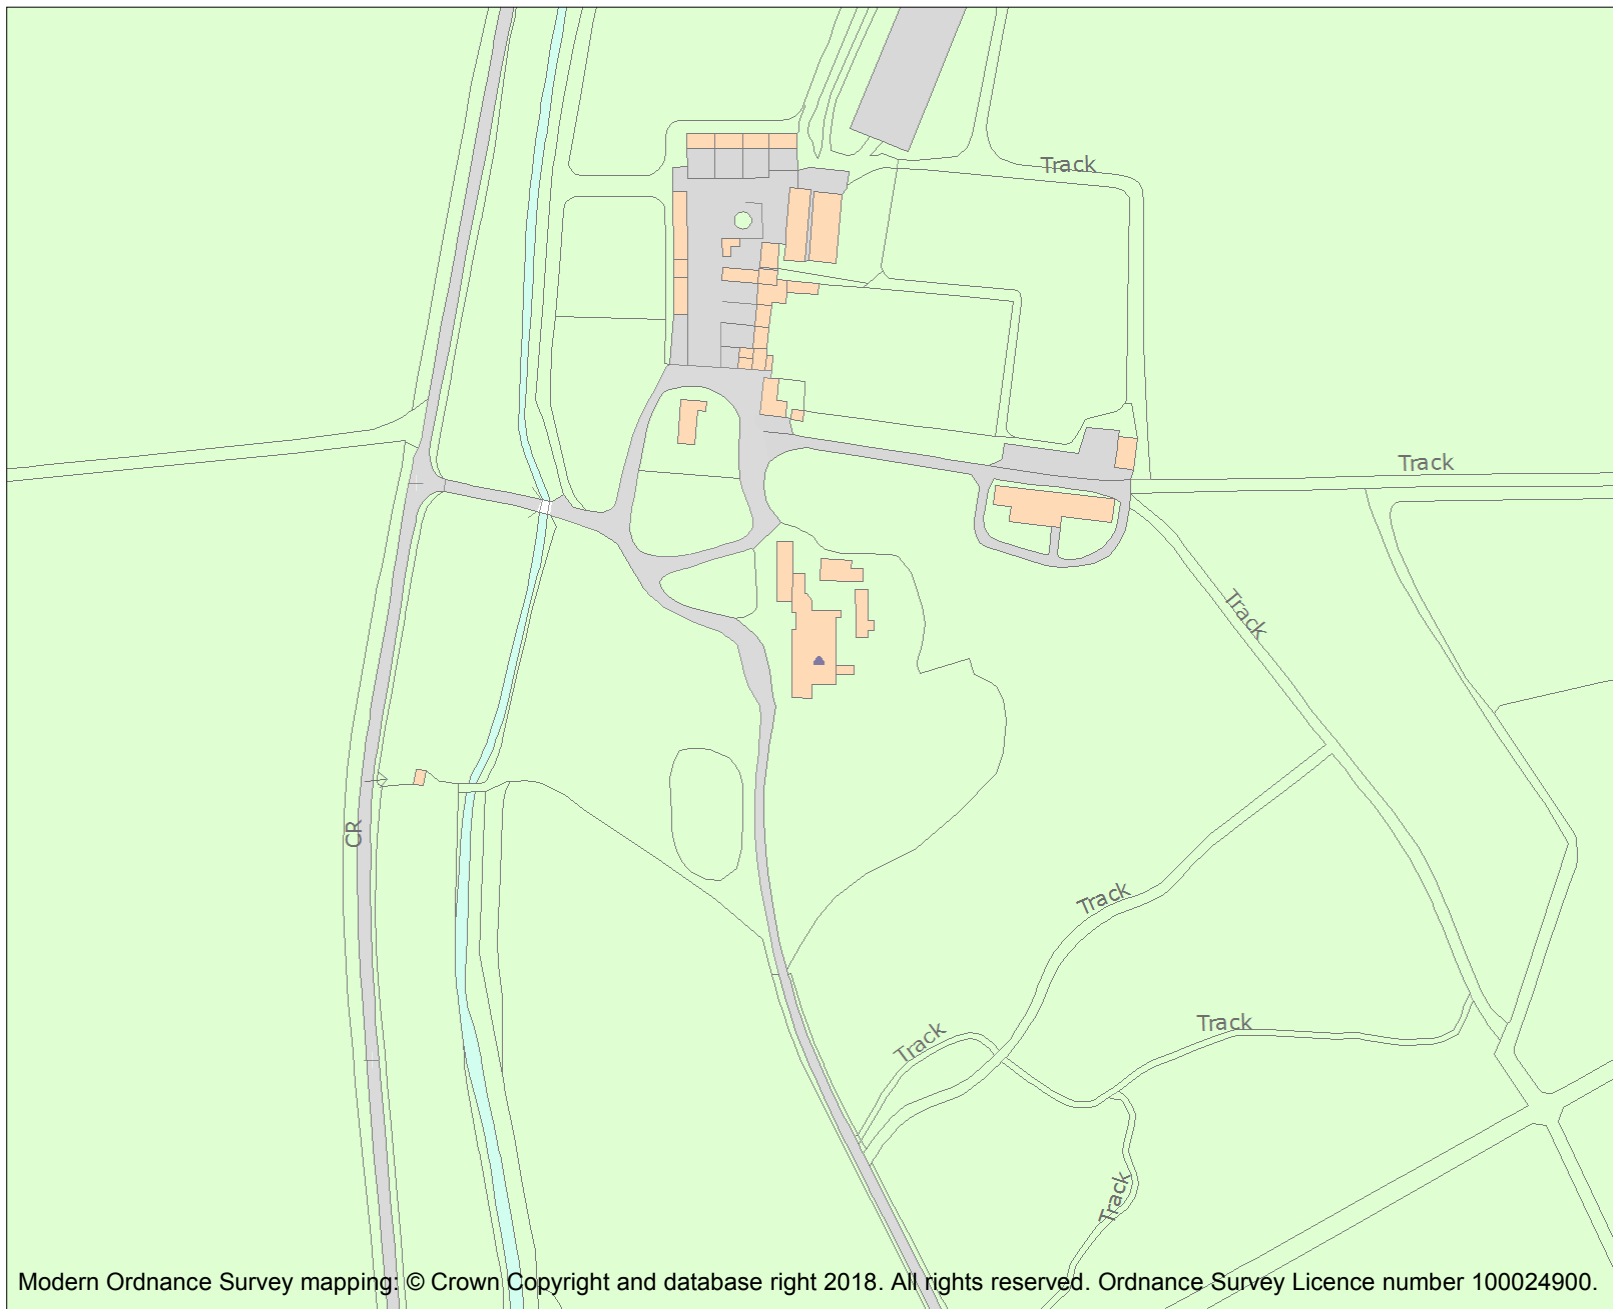 Track
Track
Track
CR
Track
Track
Track
Track
Modern Ordnance Survey mapping: © Crown Copyright and database right 2018. All rights reserved. Ordnance Survey Licence number 100024900.